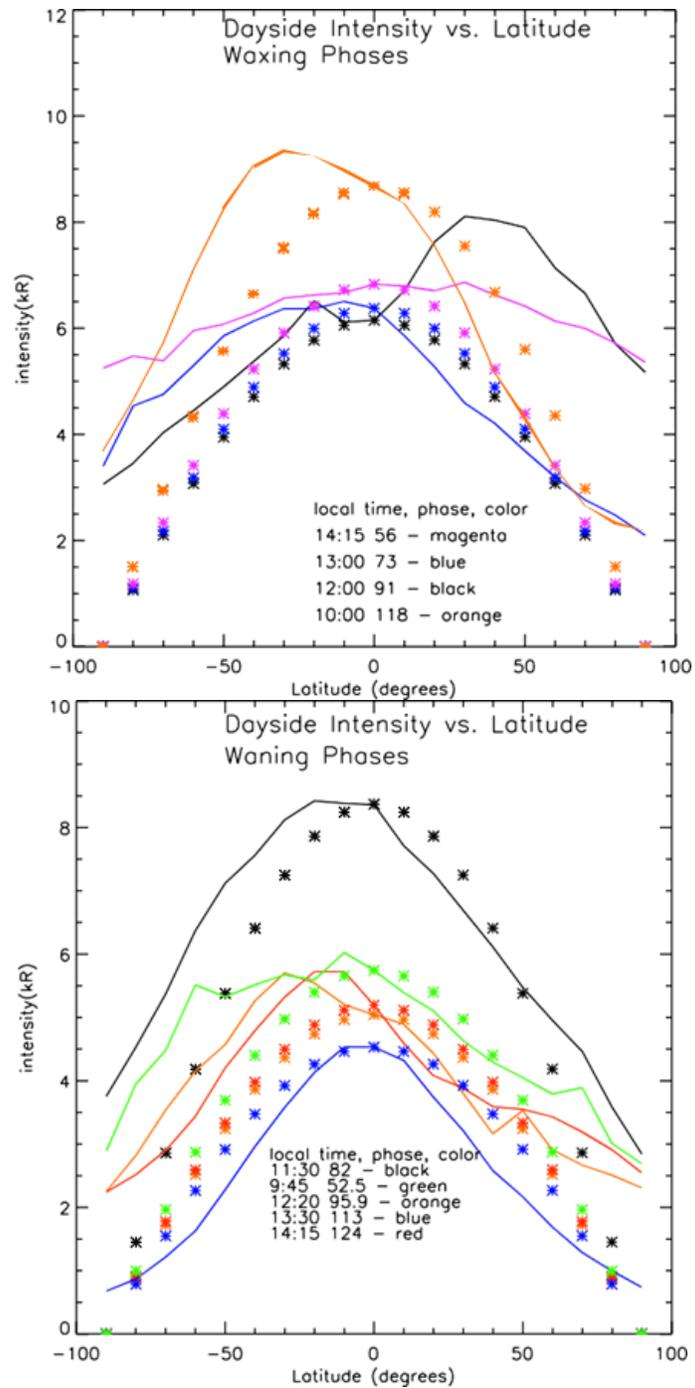 Dayside Intensity vs. Latitude
Waxing Phases
12
10
8
6
4
2
0
intensity(kR)
local time, phase, color
14:15 56 – magenta
13:00 73 – blue
12:00 91 – black
10:00 118 – orange
−100 −50 0 50 100
Latitude (degrees)
Dayside Intensity vs. Latitude
Waning Phases
10
8
6
4
2
0
intensity(kR)
local time, phase, color
11:30 82 – black
9:45 52.5 – green
12:20 95.9 – orange
13:30 113 – blue
14:15 124 – red
−100 −50 0 50 100
Latitude (degrees)